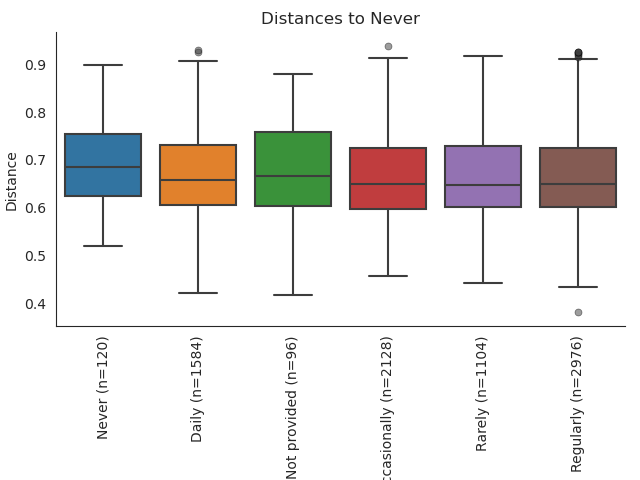 Distances to Never
Distance
0.9
0.8
0.7
0.6
0.5
0.4
Never (n=120)
Daily (n=1584)
Not provided (n=96)
ccasionally (n=2128)
Rarely (n=1104)
Regularly (n=2976)